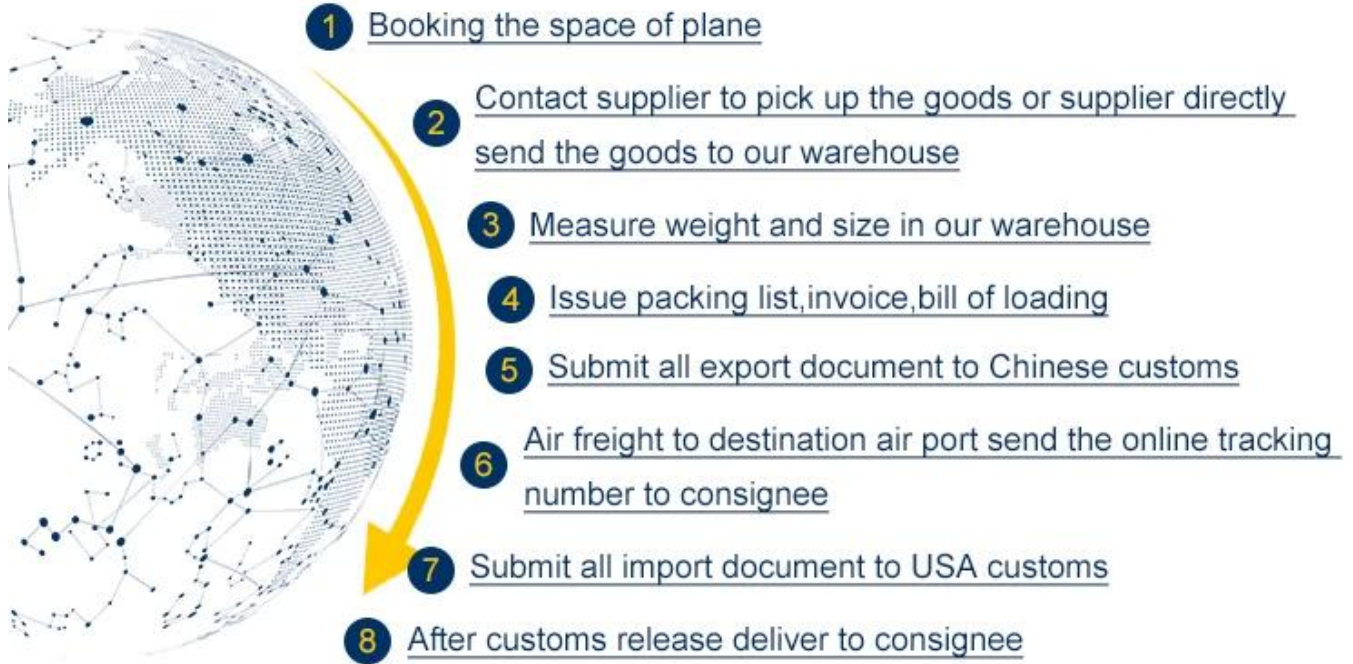 1 Booking the space of plane
2 Contact supplier to pick up the goods or supplier directly
send the goods to our warehouse
3 Measure weight and size in our warehouse
4 Issue packing list,invoice,bill of loading
5 Submit all export document to Chinese customs
6 Air freight to destination air port send the online tracking
number to consignee
7 Submit all import document to USA customs
8 After customs release deliver to consignee